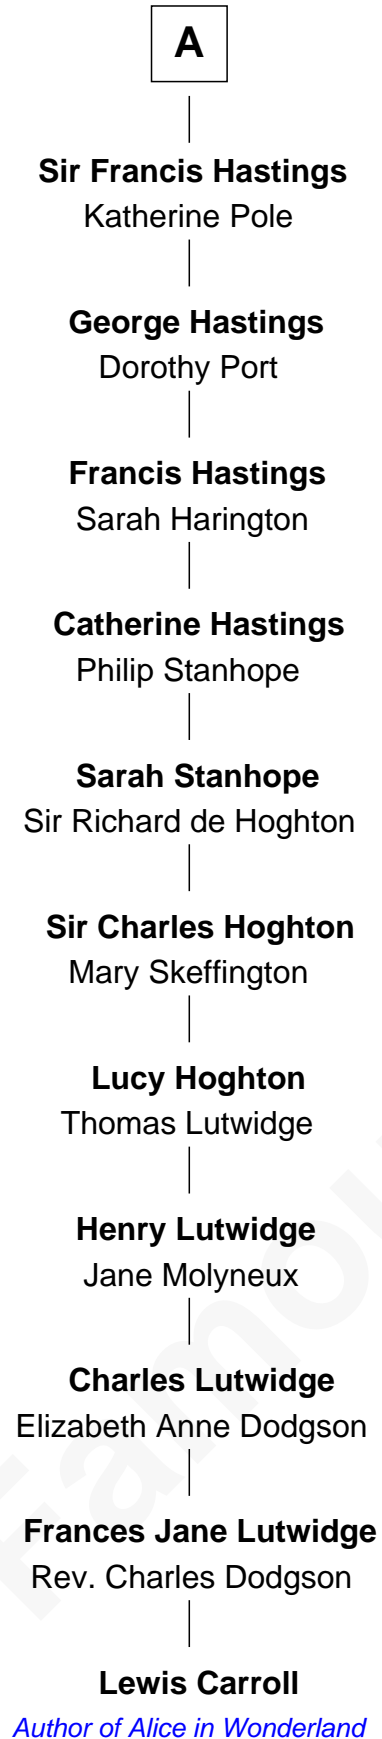 A
Sir Francis Hastings
Katherine Pole
George Hastings
Dorothy Port
Francis Hastings
Sarah Harington
Catherine Hastings
Philip Stanhope
Sarah Stanhope
Sir Richard de Hoghton
Sir Charles Hoghton
Mary Skeffington
Lucy Hoghton
Thomas Lutwidge
Henry Lutwidge
Jane Molyneux
Charles Lutwidge
Elizabeth Anne Dodgson
Frances Jane Lutwidge
Rev. Charles Dodgson
Lewis Carroll
Author of Alice in Wonderland